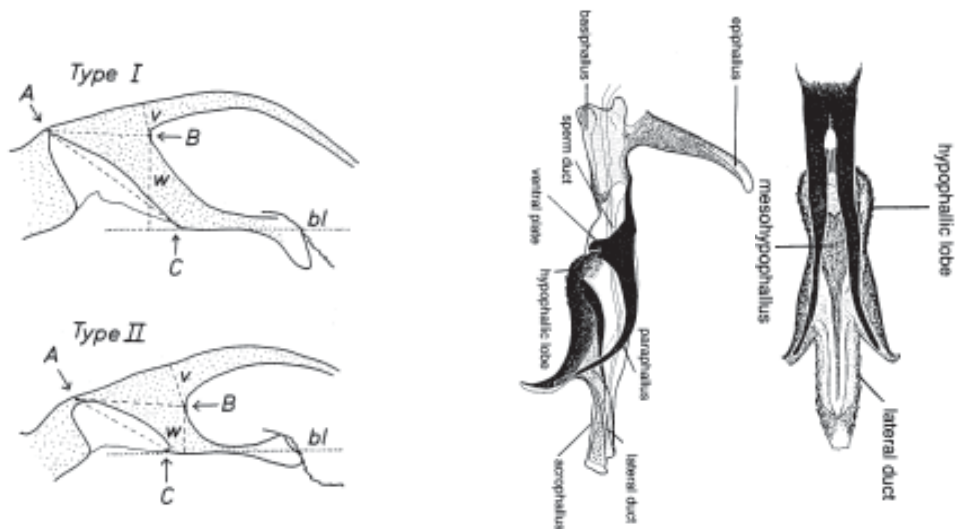 Type I
A
v
B
w
bl
C
Type II
A
v
B
w
bl
C
basiphallus
sperm duct
ventral plate
hypophallic lobe
epiphallus
paraphallus
lateral duct
acrophallus
mesohypophallus
hypophallic lobe
lateral duct